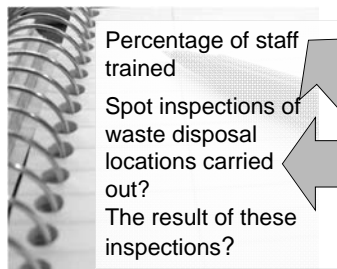 Percentage of staff
trained
Spot inspections of
waste disposal
locations carried
out?
The result of these
inspections?